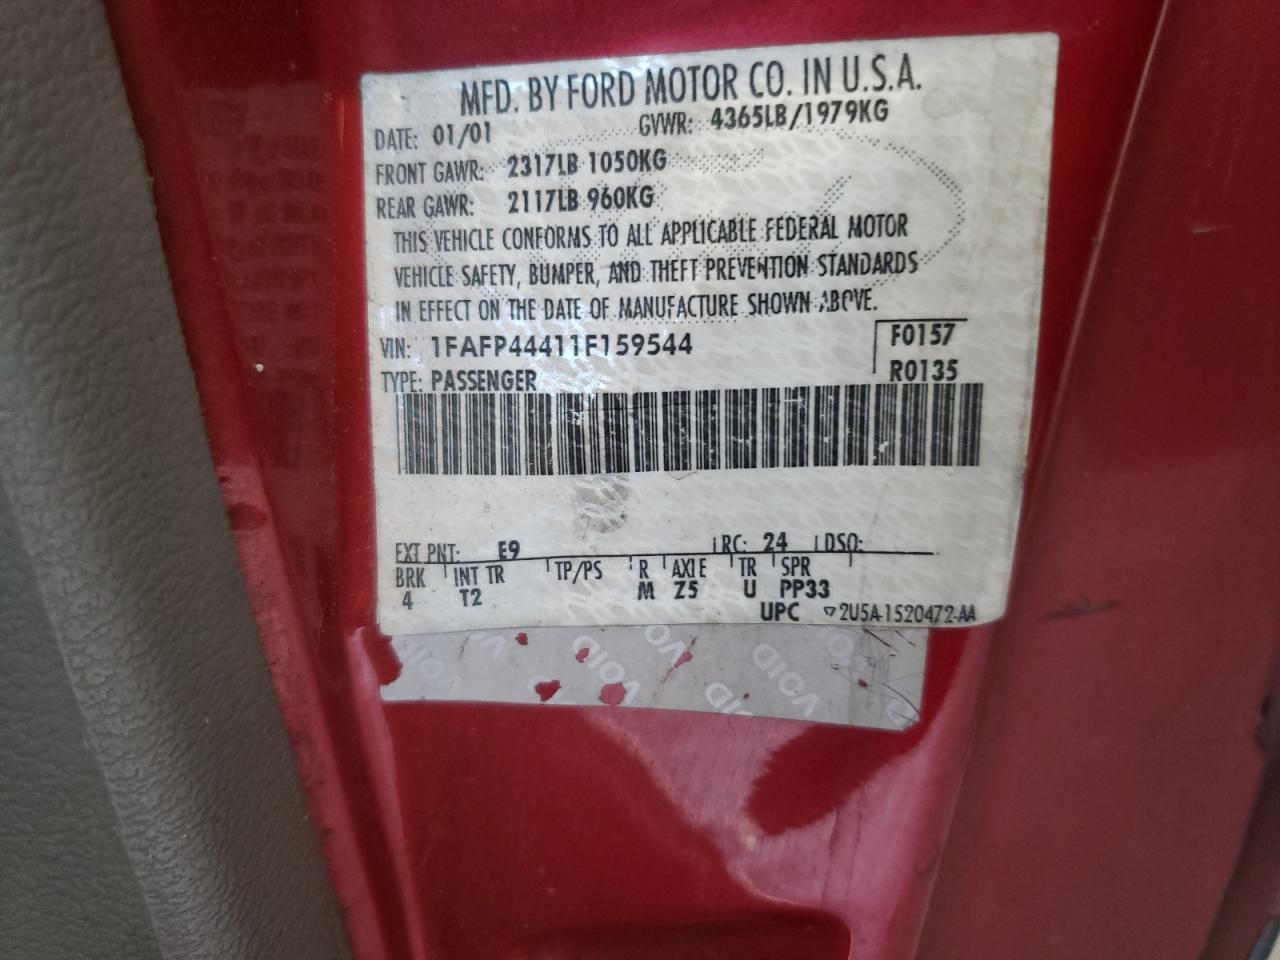 MFD. BY FORD MOTOR CO. IN U.S.A.
DATE: 01/01 GVWR: 4365LB/1979KG
FRONT GAWR: 2317LB 1050KG
REAR GAWR: 2117LB 960KG
THIS VEHICLE CONFORMS TO ALL APPLICABLE FEDERAL MOTOR
VEHICLE SAFETY, BUMPER, AND THEFT PREVENTION STANDARDS
IN EFFECT ON THE DATE OF MANUFACTURE SHOWN ABOVE.
VIN: 1FAFP44411F159544 F0157
TYPE: PASSENGER R0135
EXT PNT: E9 RC: 24 DSO:
BRK INT TR TP/PS R AXLE TR SPR
4 T2 M Z5 U PP33
UPC ▽2U5A-1520472-AA
VOID VOID VOID VOID